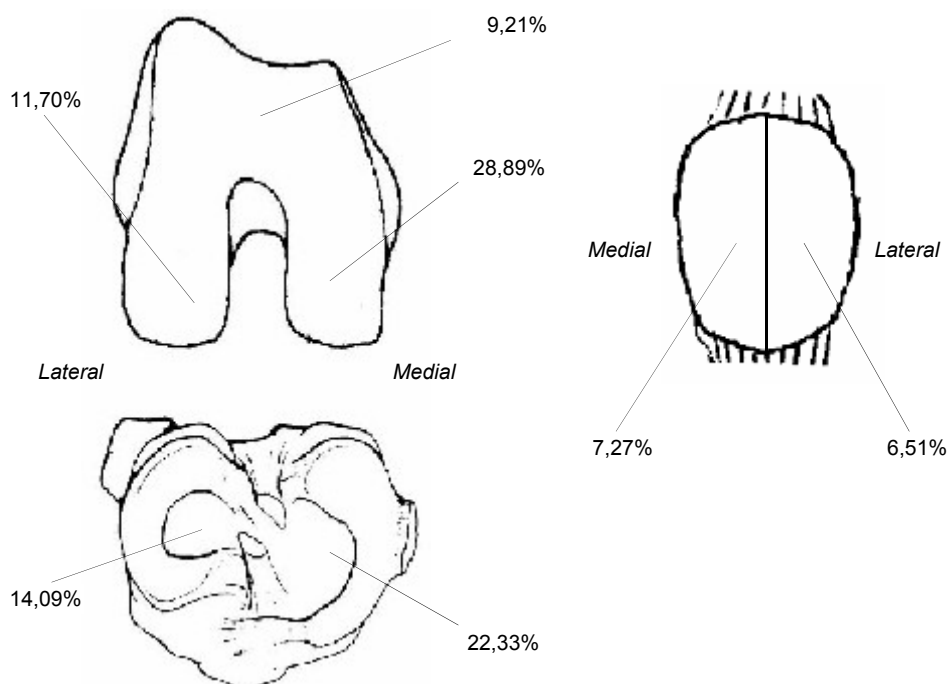 9,21%
11,70%
28,89%
Medial
Lateral
Lateral
Medial
7,27%
6,51%
14,09%
22,33%